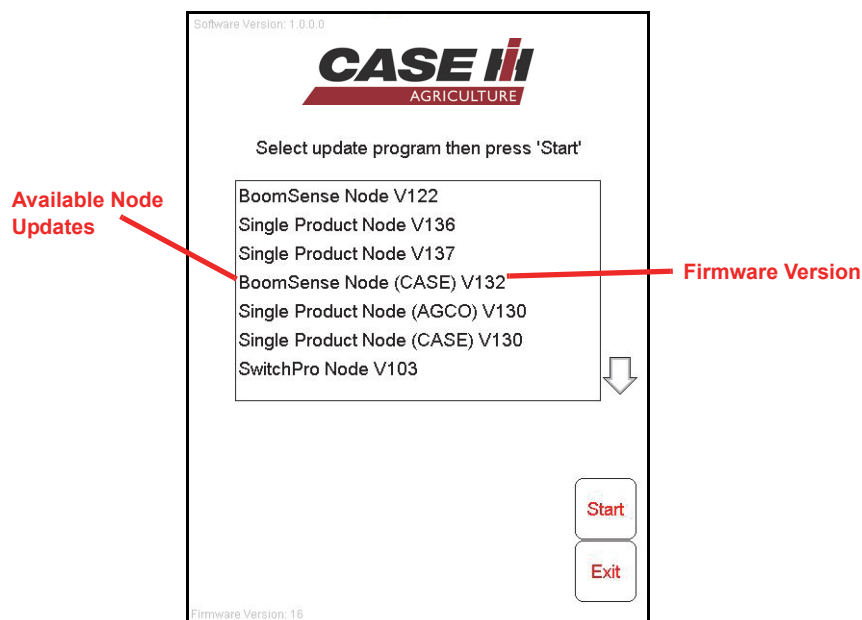 Software Version: 1.0.0.0
CASE IH
AGRICULTURE
Select update program then press 'Start'
Available Node
Updates
BoomSense Node V122
Single Product Node V136
Single Product Node V137
BoomSense Node (CASE) V132
Firmware Version
Single Product Node (AGCO) V130
Single Product Node (CASE) V130
SwitchPro Node V103
Start
Exit
Firmware Version: 16